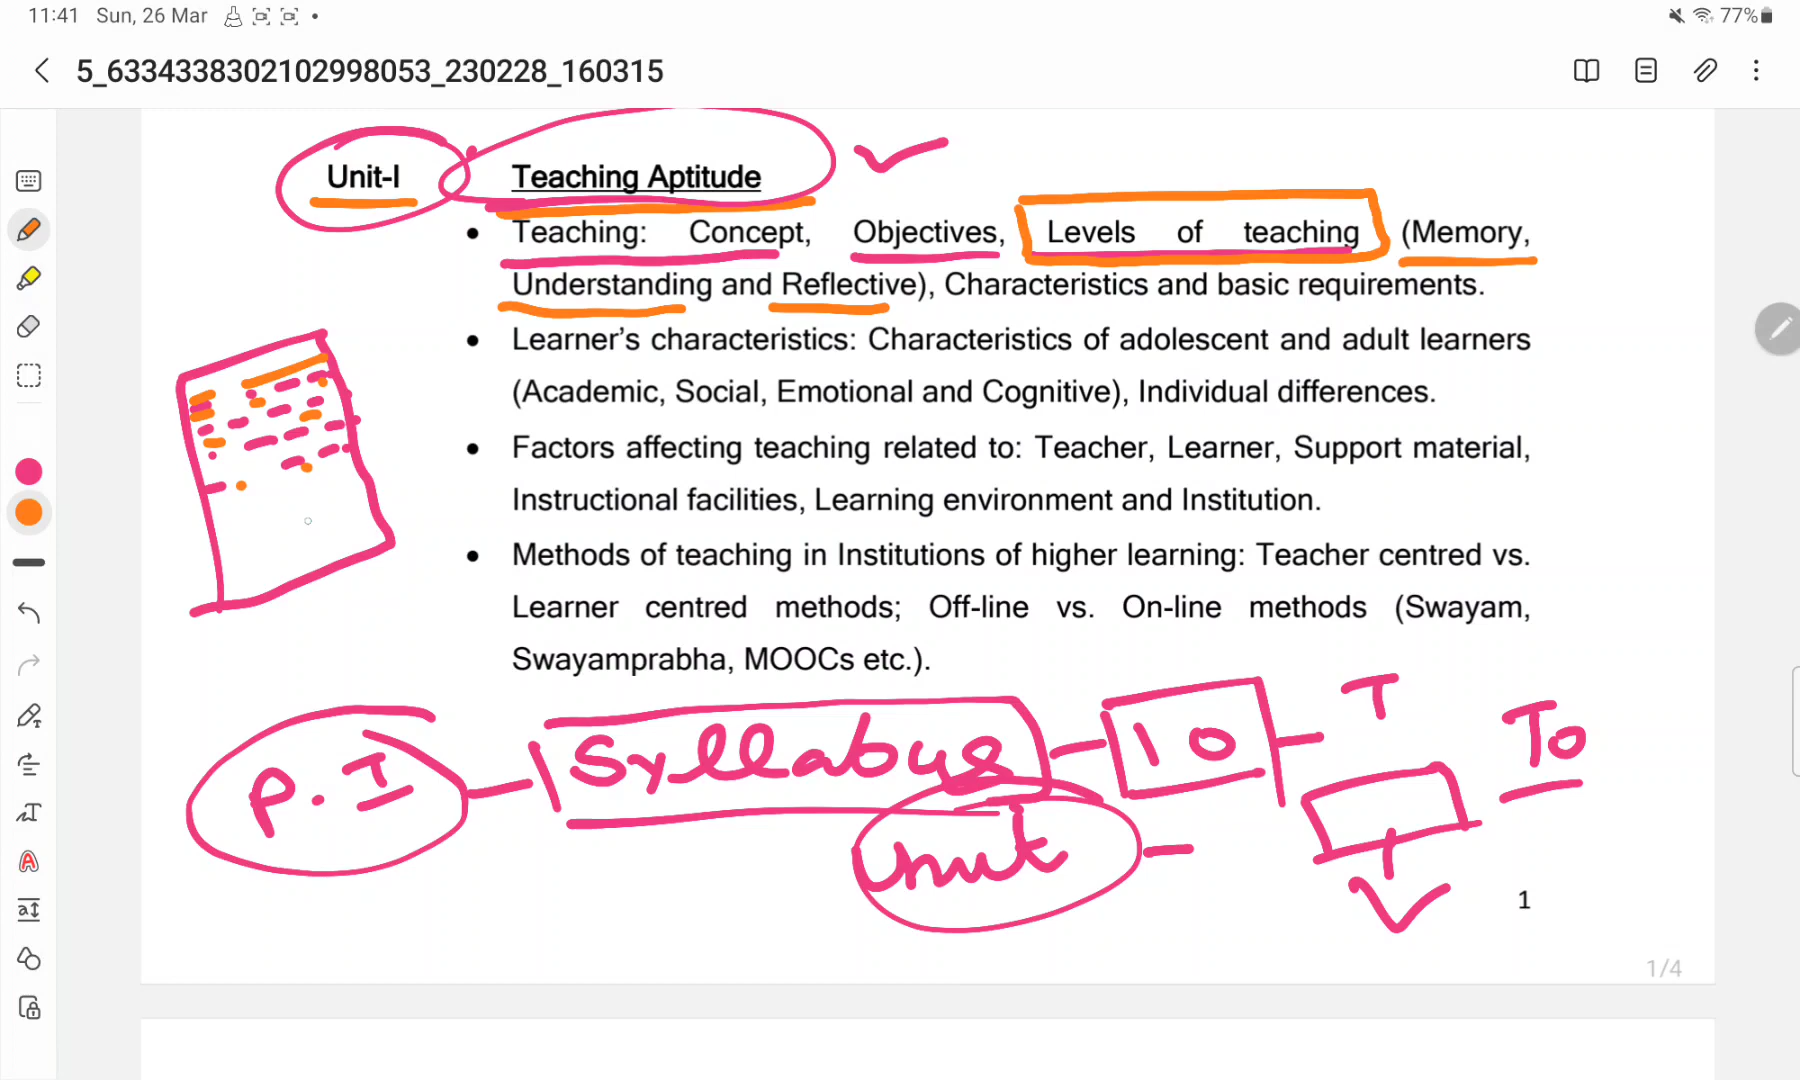 11:41 Sun, 26 Mar
77%
5_6334338302102998053_230228_160315
Unit-I Teaching Aptitude
• Teaching: Concept, Objectives, Levels of teaching (Memory,
Understanding and Reflective), Characteristics and basic requirements.
• Learner's characteristics: Characteristics of adolescent and adult learners
(Academic, Social, Emotional and Cognitive), Individual differences.
• Factors affecting teaching related to: Teacher, Learner, Support material,
Instructional facilities, Learning environment and Institution.
• Methods of teaching in Institutions of higher learning: Teacher centred vs.
Learner centred methods; Off-line vs. On-line methods (Swayam,
Swayamprabha, MOOCs etc.).
P. I Syllabus 10 T To
Unit
1
1/4